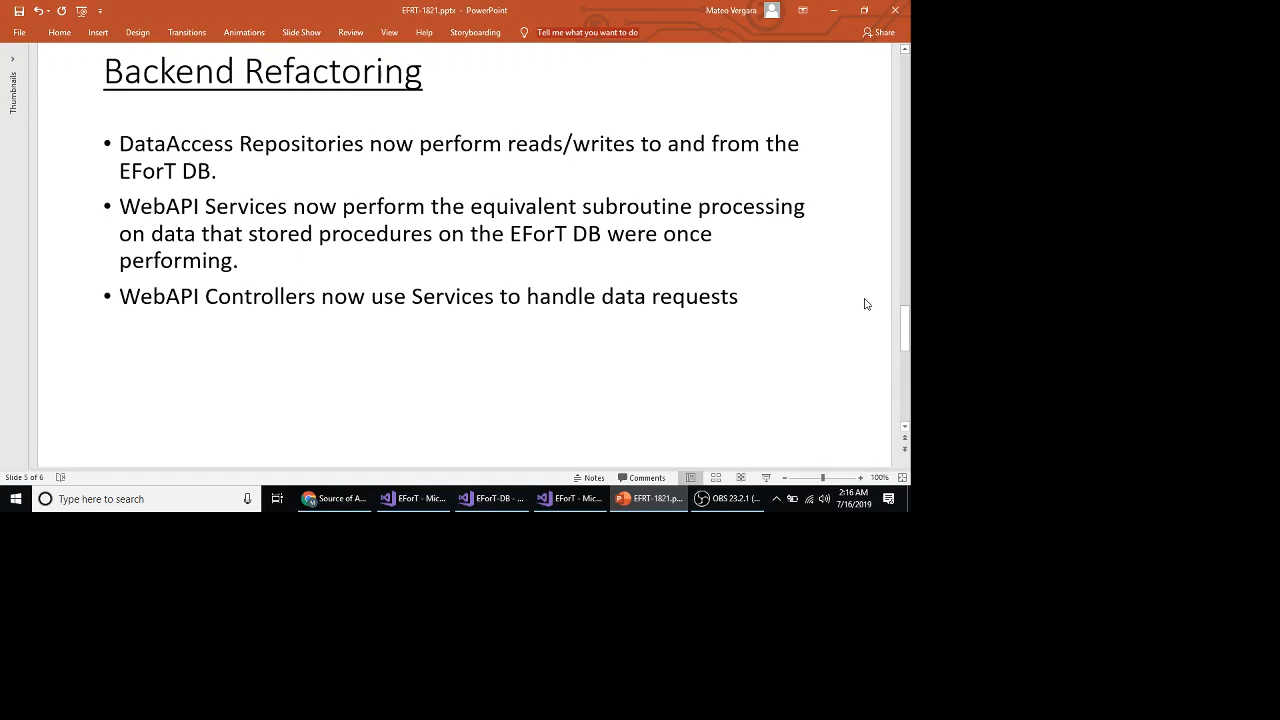 EFRT-1821.pptx - PowerPoint
Mateo Vergara
File Home Insert Design Transitions Animations Slide Show Review View Help Storyboarding Tell me what you want to do Share
Thumbnails
Backend Refactoring
• DataAccess Repositories now perform reads/writes to and from the
EForT DB.
• WebAPI Services now perform the equivalent subroutine processing
on data that stored procedures on the EForT DB were once
performing.
• WebAPI Controllers now use Services to handle data requests
Slide 5 of 6
Notes Comments 100%
Type here to search
Source of A...
EForT - Mic...
EForT-DB - ...
EForT - Mic...
EFRT-1821.p...
OBS 23.2.1 (...
2:16 AM
7/16/2019